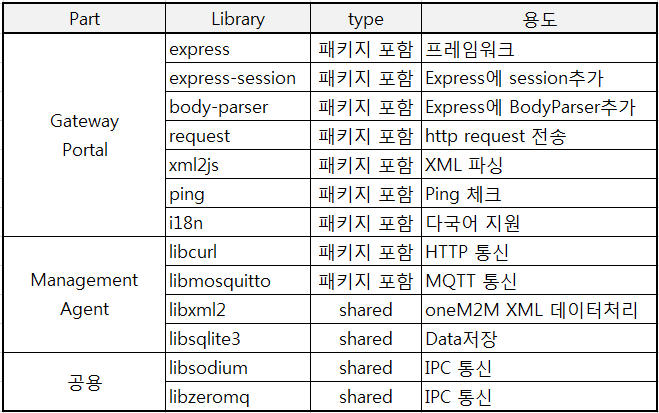 Part Library type 용도
Gateway Portal
express 패키지 포함 프레임워크
express-session 패키지 포함 Express에 session추가
body-parser 패키지 포함 Express에 BodyParser추가
request 패키지 포함 http request 전송
xml2js 패키지 포함 XML 파싱
ping 패키지 포함 Ping 체크
i18n 패키지 포함 다국어 지원
Management Agent
libcurl 패키지 포함 HTTP 통신
libmosquitto 패키지 포함 MQTT 통신
libxml2 shared oneM2M XML 데이터처리
libsqlite3 shared Data저장
공용
libsodium shared IPC 통신
libzeromq shared IPC 통신